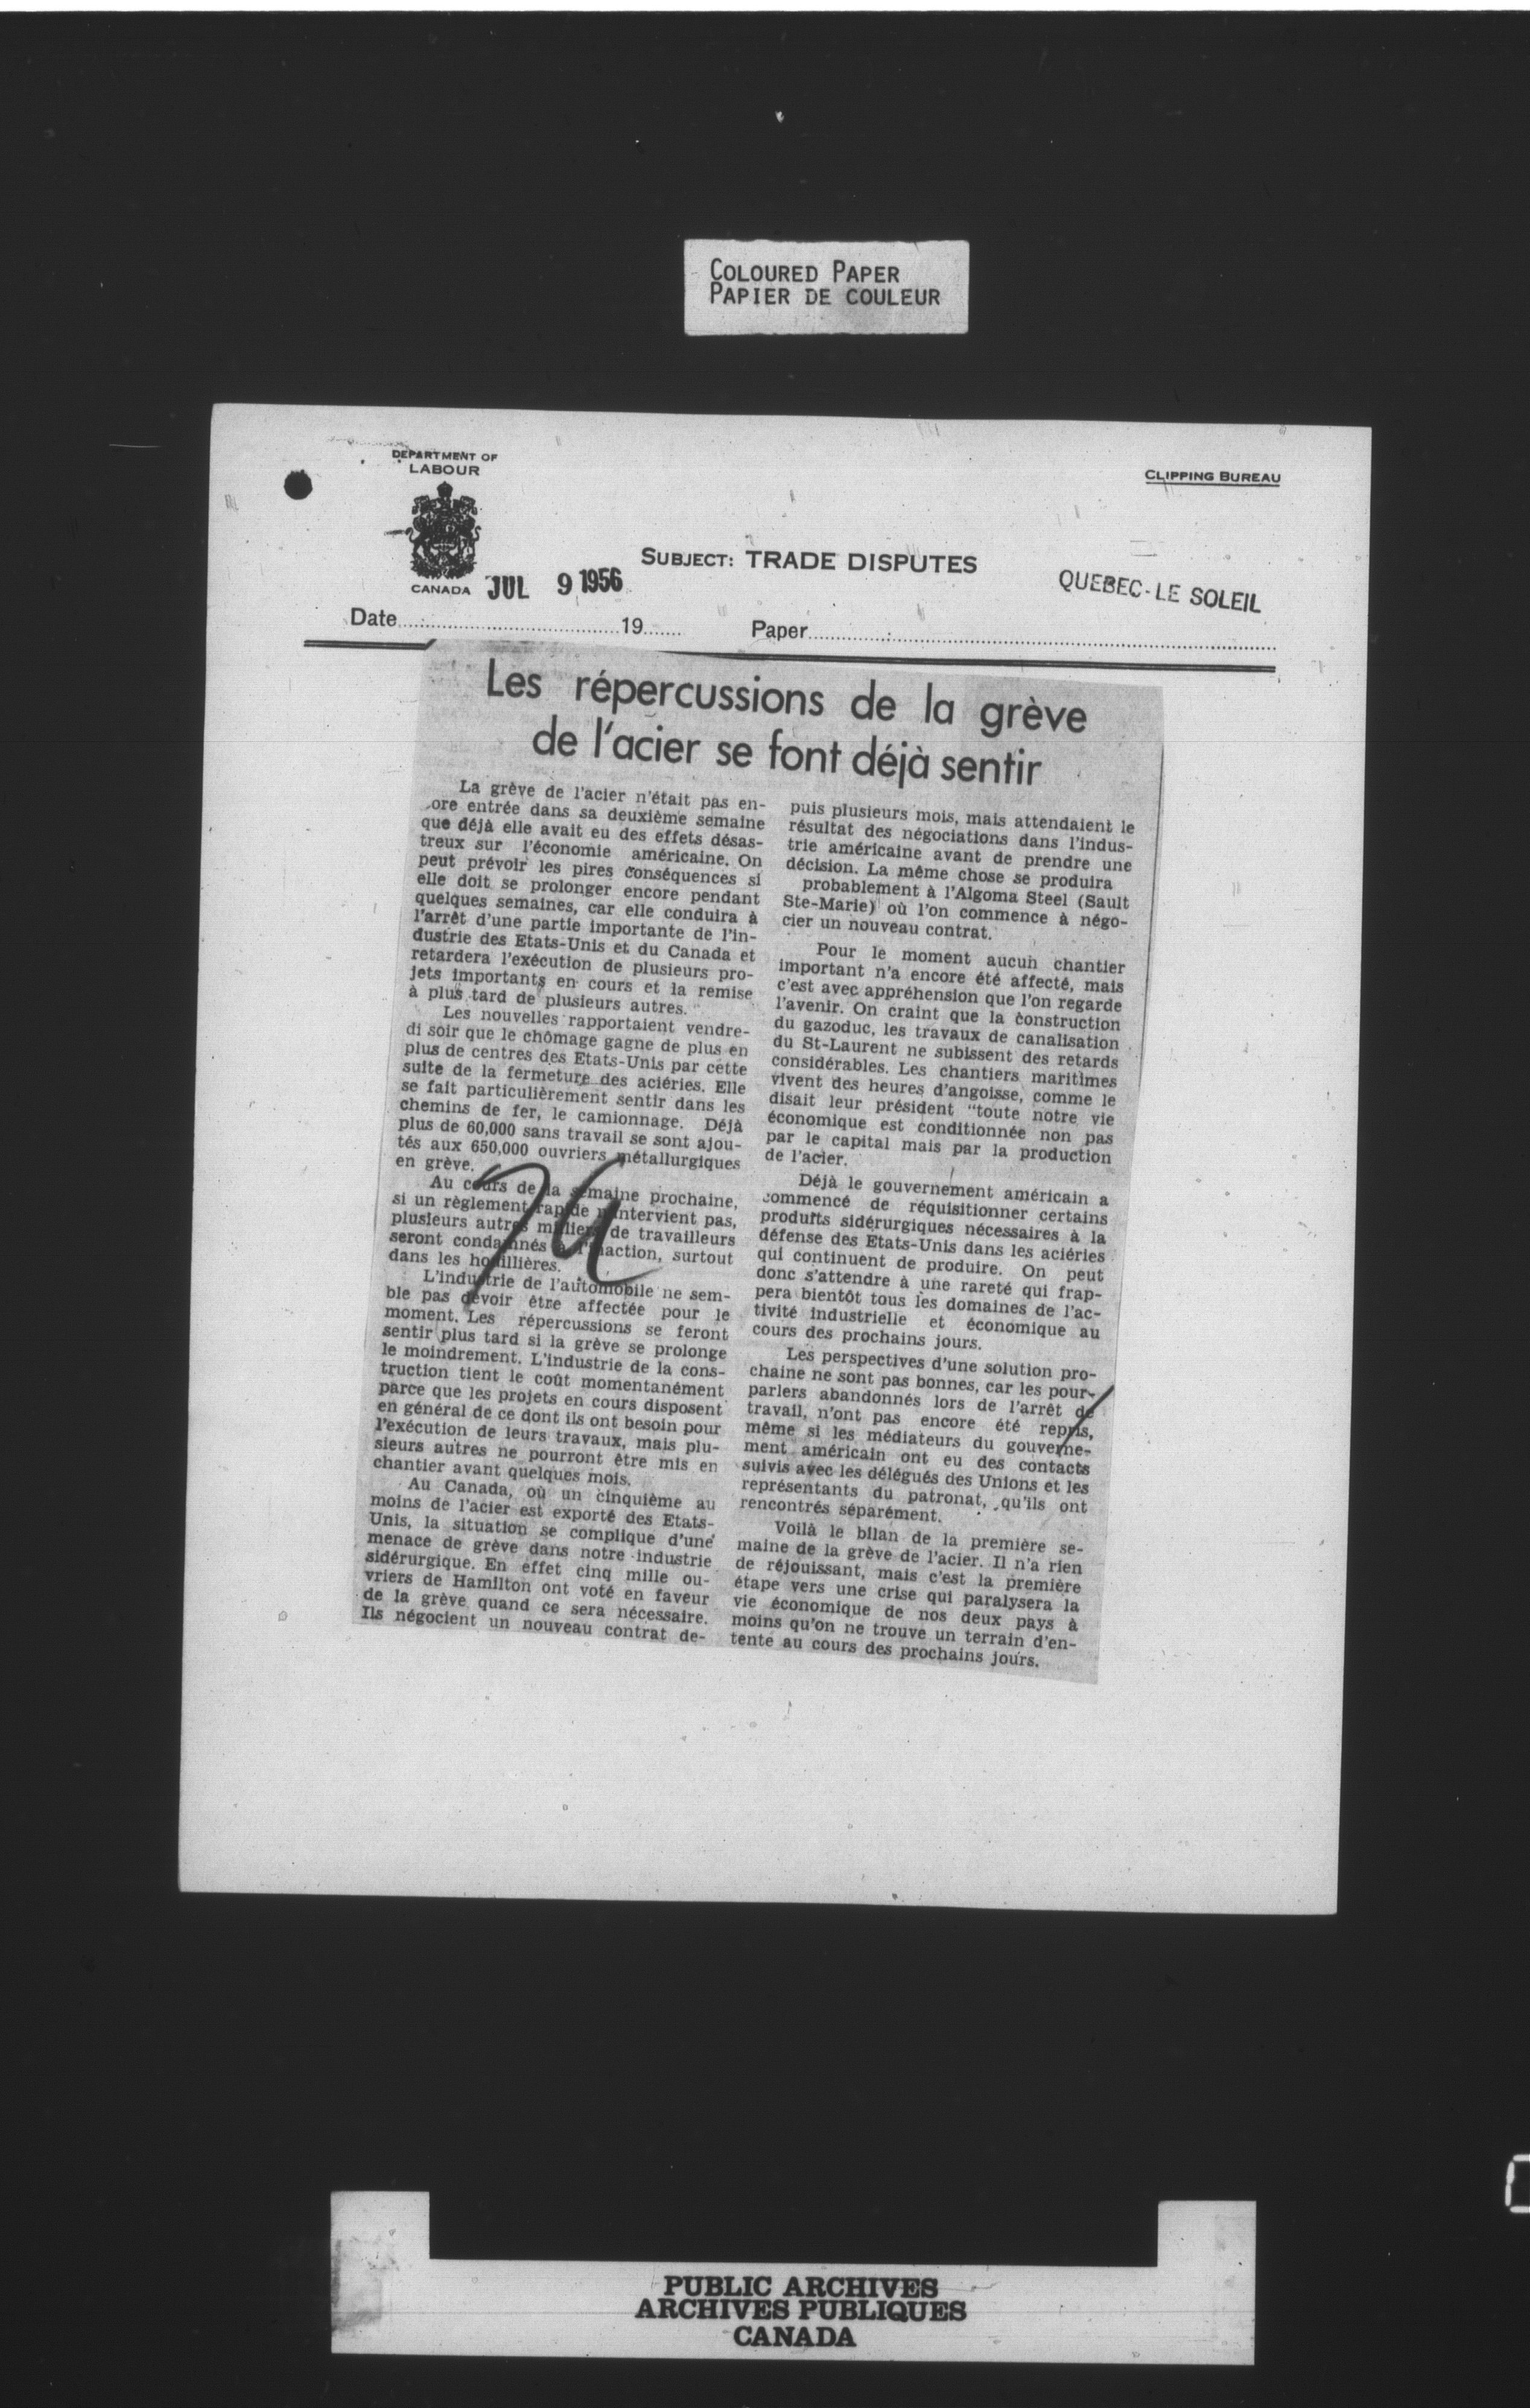 COLOURED PAPER
PAPIER DE COULEUR
DEPARTMENT OF
LABOUR
CANADA
CLIPPING BUREAU
SUBJECT: TRADE DISPUTES
JUL 9 1956
QUEBEC-LE SOLEIL
Date 19
Paper
Les répercussions de la grève
de l'acier se font déjà sentir
La grève de l'acier n'était pas en-
ore entrée dans sa deuxième semaine
que déjà elle avait eu des effets désas-
treux sur l'économie américaine. On
peut prévoir les pires conséquences si
elle doit se prolonger encore pendant
quelques semaines, car elle conduira à
l'arrêt d'une partie importante de l'in-
dustrie des Etats-Unis et du Canada et
retardera l'exécution de plusieurs pro-
jets importants en cours et la remise
à plus tard de plusieurs autres.
Les nouvelles rapportaient vendre-
di soir que le chômage gagne de plus en
plus de centres des Etats-Unis par cette
suite de la fermeture des aciéries. Elle
se fait particulièrement sentir dans les
chemins de fer, le camionnage. Déjà
plus de 60,000 sans travail se sont ajou-
tés aux 650,000 ouvriers métallurgiques
en grève.
Au cours de la semaine prochaine,
si un règlement rapide n'intervient pas,
plusieurs autres milliers de travailleurs
seront condamnés à l'inaction, surtout
dans les houillières.
L'industrie de l'automobile ne sem-
ble pas devoir être affectée pour le
moment. Les répercussions se feront
sentir plus tard si la grève se prolonge
le moindrement. L'industrie de la cons-
truction tient le coût momentanément
parce que les projets en cours disposent
en général de ce dont ils ont besoin pour
l'exécution de leurs travaux, mais plu-
sieurs autres ne pourront être mis en
chantier avant quelques mois.
Au Canada, où un cinquième au
moins de l'acier est exporté des Etats-
Unis, la situation se complique d'une
menace de grève dans notre industrie
sidérurgique. En effet cinq mille ou-
vriers de Hamilton ont voté en faveur
de la grève quand ce sera nécessaire.
Ils négocient un nouveau contrat de-
puis plusieurs mois, mais attendaient le
résultat des négociations dans l'indus-
trie américaine avant de prendre une
décision. La même chose se produira
probablement à l'Algoma Steel (Sault
Ste-Marie) où l'on commence à négo-
cier un nouveau contrat.
Pour le moment aucun chantier
important n'a encore été affecté, mais
c'est avec appréhension que l'on regarde
l'avenir. On craint que la construction
du gazoduc, les travaux de canalisation
du St-Laurent ne subissent des retards
considérables. Les chantiers maritimes
vivent des heures d'angoisse, comme le
disait leur président "toute notre vie
économique est conditionnée non pas
par le capital mais par la production
de l'acier.
Déjà le gouvernement américain a
commencé de réquisitionner certains
produits sidérurgiques nécessaires à la
défense des Etats-Unis dans les aciéries
qui continuent de produire. On peut
donc s'attendre à une rareté qui frap-
pera bientôt tous les domaines de l'ac-
tivité industrielle et économique au
cours des prochains jours.
Les perspectives d'une solution pro-
chaine ne sont pas bonnes, car les pour-
parlers abandonnés lors de l'arrêt de
travail, n'ont pas encore été repris,
même si les médiateurs du gouverne-
ment américain ont eu des contacts
suivis avec les délégués des Unions et les
représentants du patronat, qu'ils ont
rencontrés séparément.
Voilà le bilan de la première se-
maine de la grève de l'acier. Il n'a rien
de réjouissant, mais c'est la première
étape vers une crise qui paralysera la
vie économique de nos deux pays à
moins qu'on ne trouve un terrain d'en-
tente au cours des prochains jours.
PUBLIC ARCHIVES
ARCHIVES PUBLIQUES
CANADA